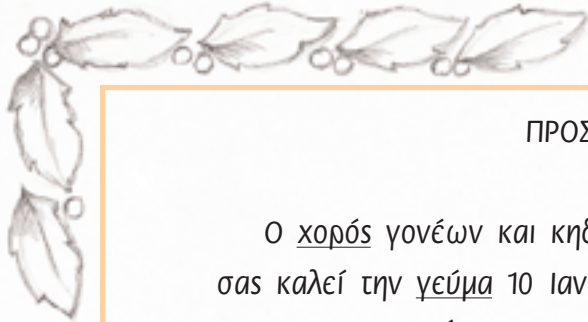 ΠΡΟΣ
Ο χορός γονέων και κηδ
σας καλεί την γεύμα 10 Ιαν